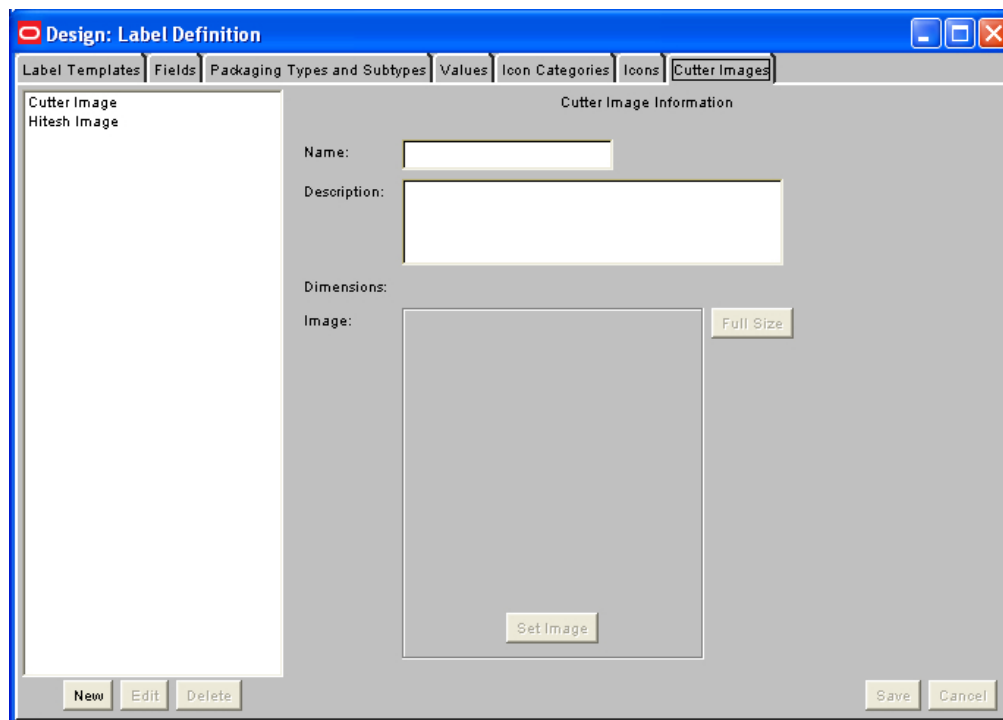 Design: Label Definition
Label Templates Fields Packaging Types and Subtypes Values Icon Categories Icons Cutter Images
Cutter Image
Hitesh Image
Cutter Image Information
Name:
Description:
Dimensions:
Image:
Full Size
Set Image
New Edit Delete
Save Cancel